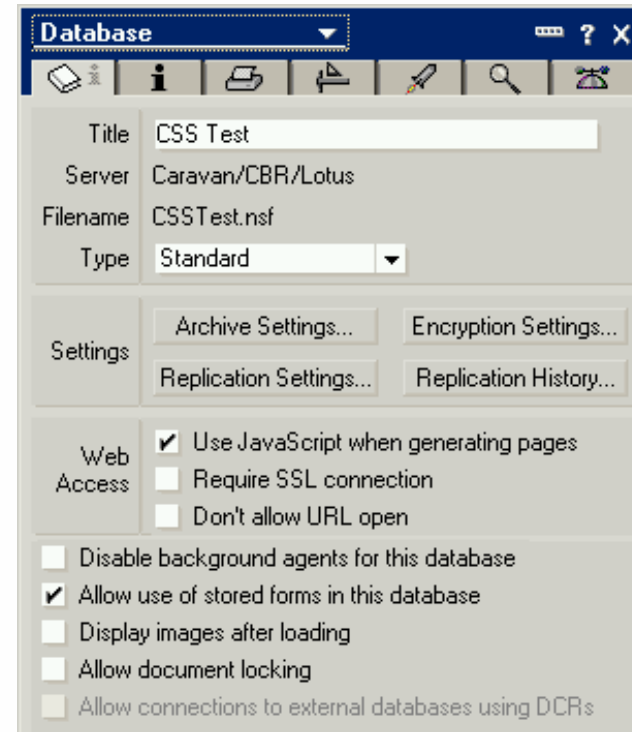 Database
? X
i i
Title CSS Test
Server Caravan/CBR/Lotus
Filename CSSTest.nsf
Type Standard
Archive Settings... Encryption Settings...
Settings
Replication Settings... Replication History...
Use JavaScript when generating pages
Web Access
Require SSL connection
Don't allow URL open
Disable background agents for this database
Allow use of stored forms in this database
Display images after loading
Allow document locking
Allow connections to external databases using DCRs